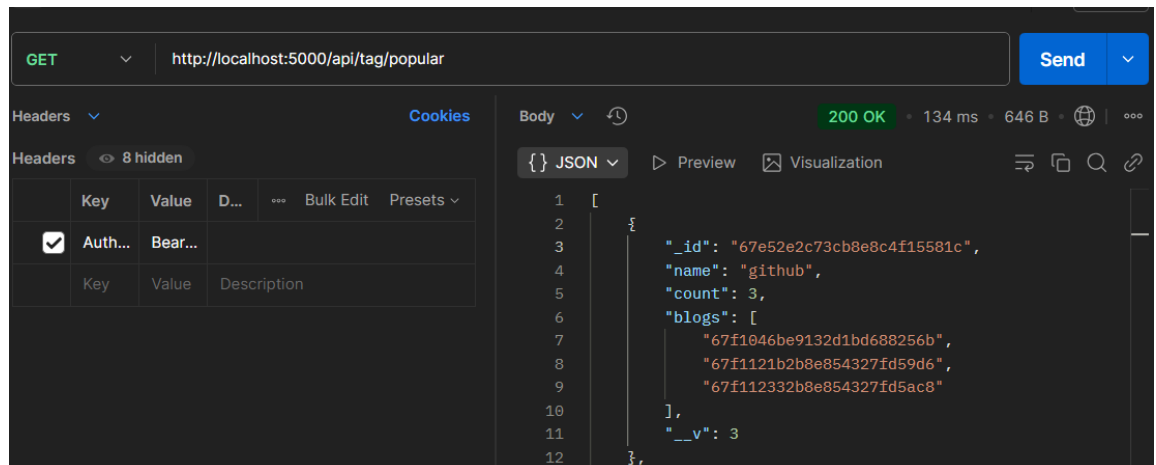 GET http://localhost:5000/api/tag/popular Send
Headers Cookies
Headers 8 hidden
Key Value D... Bulk Edit Presets
Auth... Bear...
Key Value Description
Body 200 OK • 134 ms • 646 B
{} JSON Preview Visualization
1 [
2 {
3 "_id": "67e52e2c73cb8e8c4f15581c",
4 "name": "github",
5 "count": 3,
6 "blogs": [
7 "67f1046be9132d1bd688256b",
8 "67f1121b2b8e854327fd59d6",
9 "67f112332b8e854327fd5ac8"
10 ],
11 "__v": 3
12 },